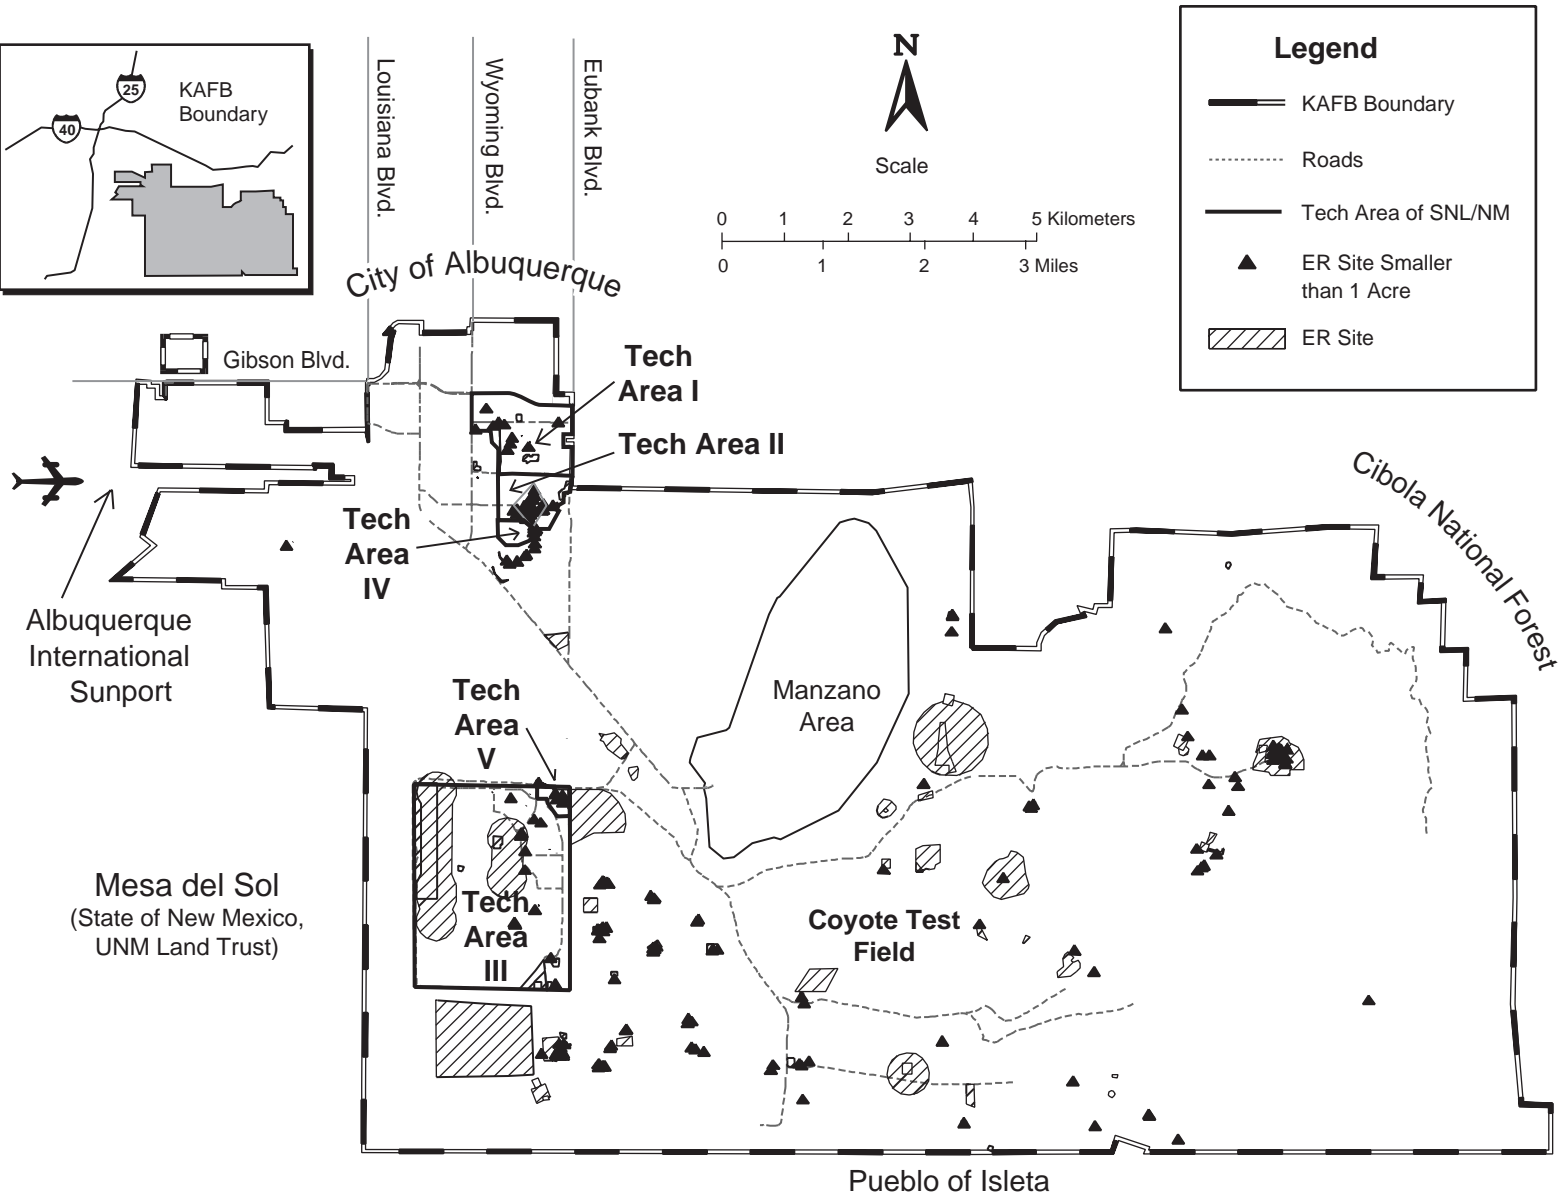 25
KAFB
Boundary
40
Louisiana Blvd.
Wyoming Blvd.
Eubank Blvd.
N
Scale
0 1 2 3 4 5 Kilometers
0 1 2 3 Miles
Legend
KAFB Boundary
Roads
Tech Area of SNL/NM
ER Site Smaller
than 1 Acre
ER Site
City of Albuquerque
Gibson Blvd.
Tech
Area I
Tech Area II
Tech
Area
IV
Cibola National Forest
Albuquerque
International
Sunport
Tech
Area
V
Manzano
Area
Mesa del Sol
(State of New Mexico,
UNM Land Trust)
Tech
Area
III
Coyote Test
Field
Pueblo of Isleta